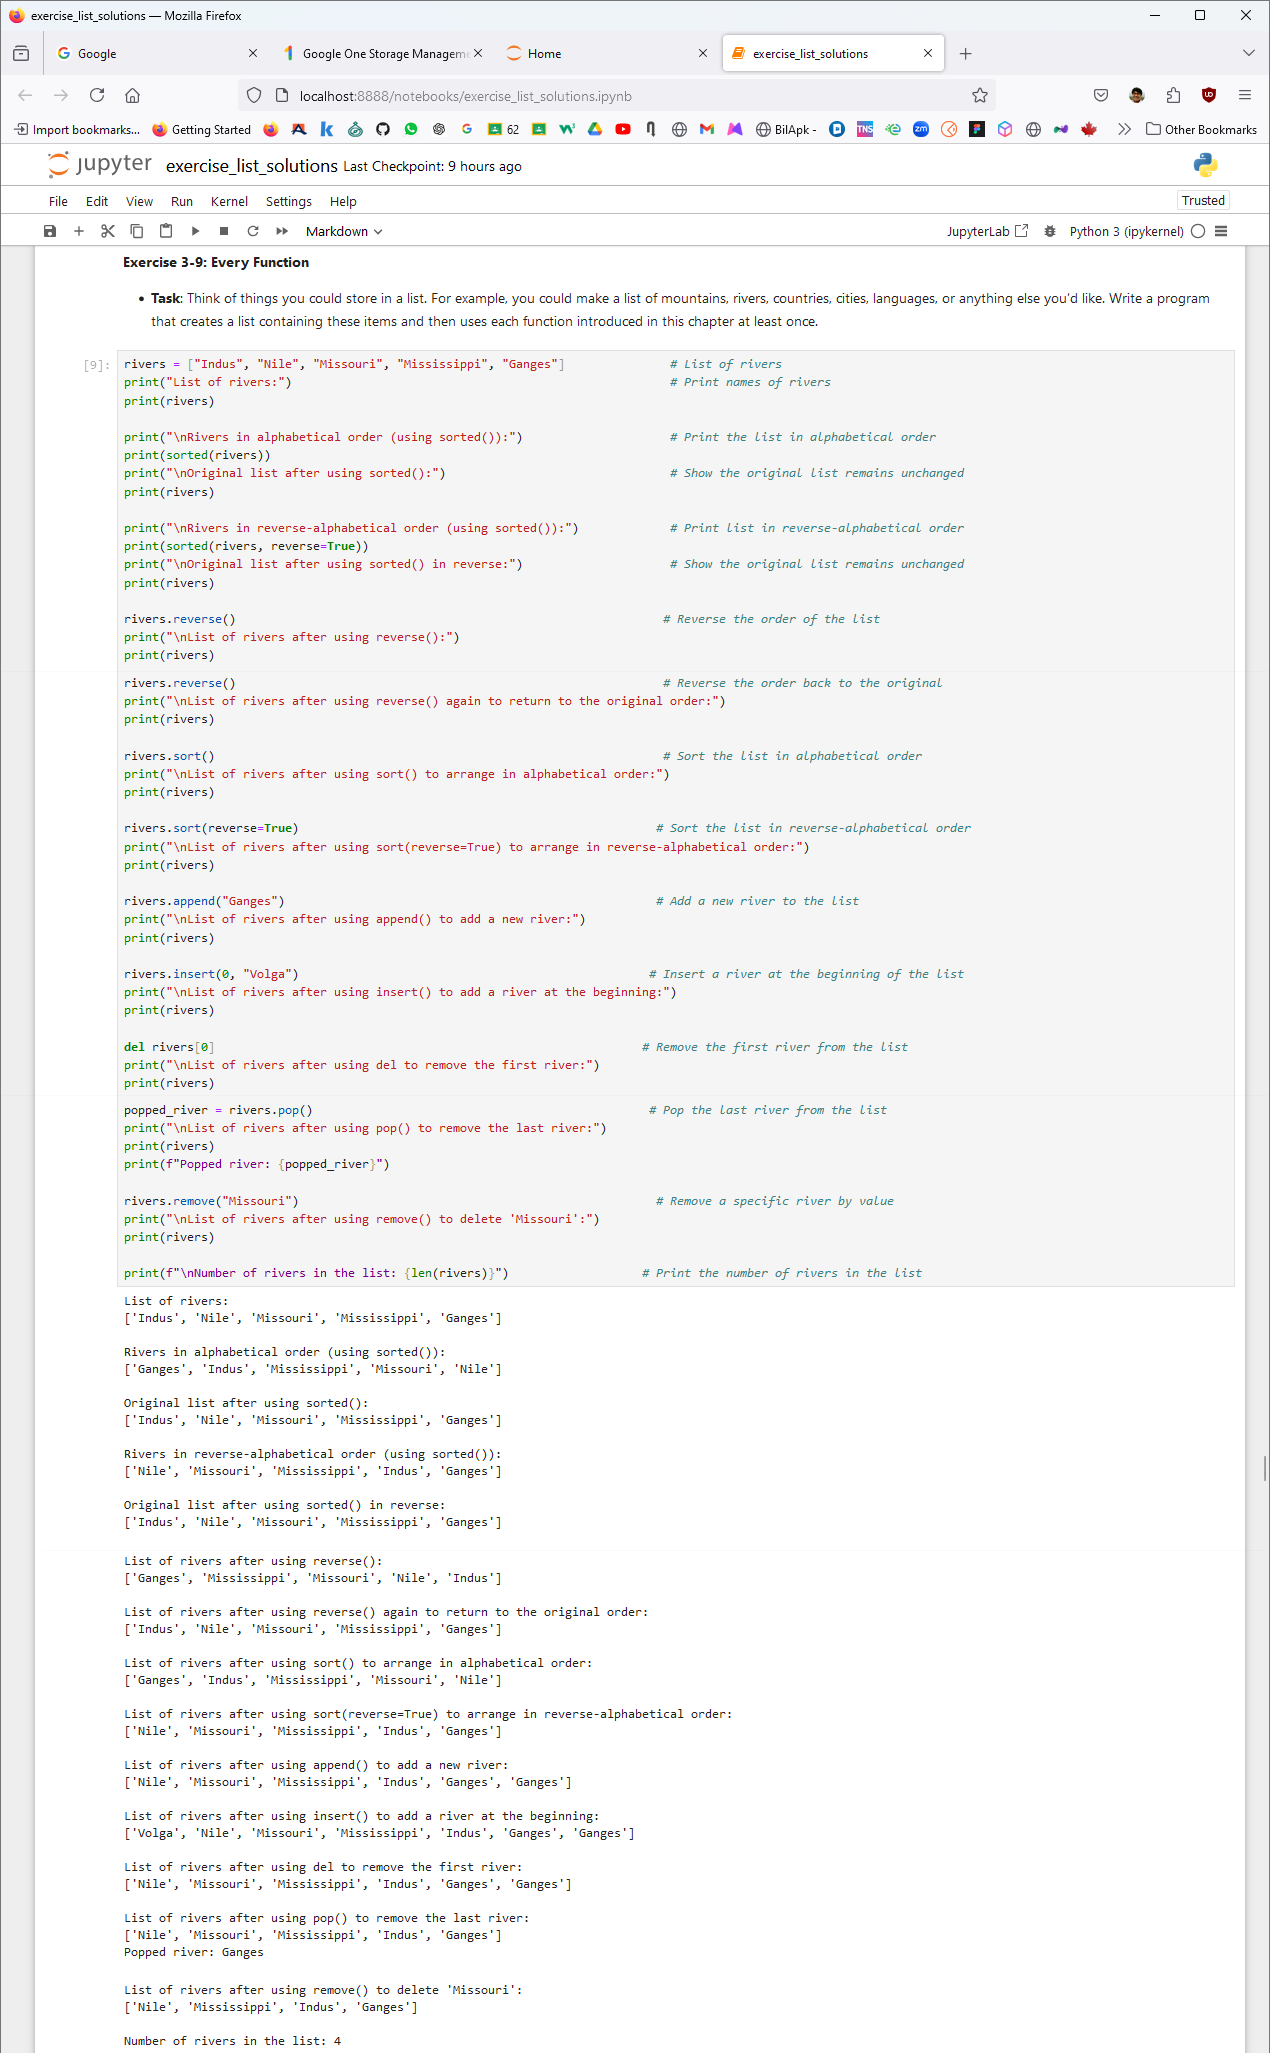 exercise_list_solutions — Mozilla Firefox
Google
Google One Storage Managem
Home
exercise_list_solutions
localhost:8888/notebooks/exercise_list_solutions.ipynb
Import bookmarks...
Getting Started
62
BilApk -
TNS
zm
Other Bookmarks
jupyter exercise_list_solutions Last Checkpoint: 9 hours ago
File Edit View Run Kernel Settings Help
Trusted
Markdown
JupyterLab
Python 3 (ipykernel)
Exercise 3-9: Every Function
• Task: Think of things you could store in a list. For example, you could make a list of mountains, rivers, countries, cities, languages, or anything else you'd like. Write a program
that creates a list containing these items and then uses each function introduced in this chapter at least once.
[9]:
rivers = ["Indus", "Nile", "Missouri", "Mississippi", "Ganges"] # List of rivers
print("List of rivers:") # Print names of rivers
print(rivers)
print("\nRivers in alphabetical order (using sorted()):") # Print the list in alphabetical order
print(sorted(rivers))
print("\nOriginal list after using sorted():") # Show the original list remains unchanged
print(rivers)
print("\nRivers in reverse-alphabetical order (using sorted()):") # Print list in reverse-alphabetical order
print(sorted(rivers, reverse=True))
print("\nOriginal list after using sorted() in reverse:") # Show the original list remains unchanged
print(rivers)
rivers.reverse() # Reverse the order of the list
print("\nList of rivers after using reverse():")
print(rivers)
rivers.reverse() # Reverse the order back to the original
print("\nList of rivers after using reverse() again to return to the original order:")
print(rivers)
rivers.sort() # Sort the list in alphabetical order
print("\nList of rivers after using sort() to arrange in alphabetical order:")
print(rivers)
rivers.sort(reverse=True) # Sort the list in reverse-alphabetical order
print("\nList of rivers after using sort(reverse=True) to arrange in reverse-alphabetical order:")
print(rivers)
rivers.append("Ganges") # Add a new river to the list
print("\nList of rivers after using append() to add a new river:")
print(rivers)
rivers.insert(0, "Volga") # Insert a river at the beginning of the list
print("\nList of rivers after using insert() to add a river at the beginning:")
print(rivers)
del rivers[0] # Remove the first river from the list
print("\nList of rivers after using del to remove the first river:")
print(rivers)
popped_river = rivers.pop() # Pop the last river from the list
print("\nList of rivers after using pop() to remove the last river:")
print(rivers)
print(f"Popped river: {popped_river}")
rivers.remove("Missouri") # Remove a specific river by value
print("\nList of rivers after using remove() to delete 'Missouri':")
print(rivers)
print(f"\nNumber of rivers in the list: {len(rivers)}") # Print the number of rivers in the list
List of rivers:
['Indus', 'Nile', 'Missouri', 'Mississippi', 'Ganges']
Rivers in alphabetical order (using sorted()):
['Ganges', 'Indus', 'Mississippi', 'Missouri', 'Nile']
Original list after using sorted():
['Indus', 'Nile', 'Missouri', 'Mississippi', 'Ganges']
Rivers in reverse-alphabetical order (using sorted()):
['Nile', 'Missouri', 'Mississippi', 'Indus', 'Ganges']
Original list after using sorted() in reverse:
['Indus', 'Nile', 'Missouri', 'Mississippi', 'Ganges']
List of rivers after using reverse():
['Ganges', 'Mississippi', 'Missouri', 'Nile', 'Indus']
List of rivers after using reverse() again to return to the original order:
['Indus', 'Nile', 'Missouri', 'Mississippi', 'Ganges']
List of rivers after using sort() to arrange in alphabetical order:
['Ganges', 'Indus', 'Mississippi', 'Missouri', 'Nile']
List of rivers after using sort(reverse=True) to arrange in reverse-alphabetical order:
['Nile', 'Missouri', 'Mississippi', 'Indus', 'Ganges']
List of rivers after using append() to add a new river:
['Nile', 'Missouri', 'Mississippi', 'Indus', 'Ganges', 'Ganges']
List of rivers after using insert() to add a river at the beginning:
['Volga', 'Nile', 'Missouri', 'Mississippi', 'Indus', 'Ganges', 'Ganges']
List of rivers after using del to remove the first river:
['Nile', 'Missouri', 'Mississippi', 'Indus', 'Ganges', 'Ganges']
List of rivers after using pop() to remove the last river:
['Nile', 'Missouri', 'Mississippi', 'Indus', 'Ganges']
Popped river: Ganges
List of rivers after using remove() to delete 'Missouri':
['Nile', 'Mississippi', 'Indus', 'Ganges']
Number of rivers in the list: 4